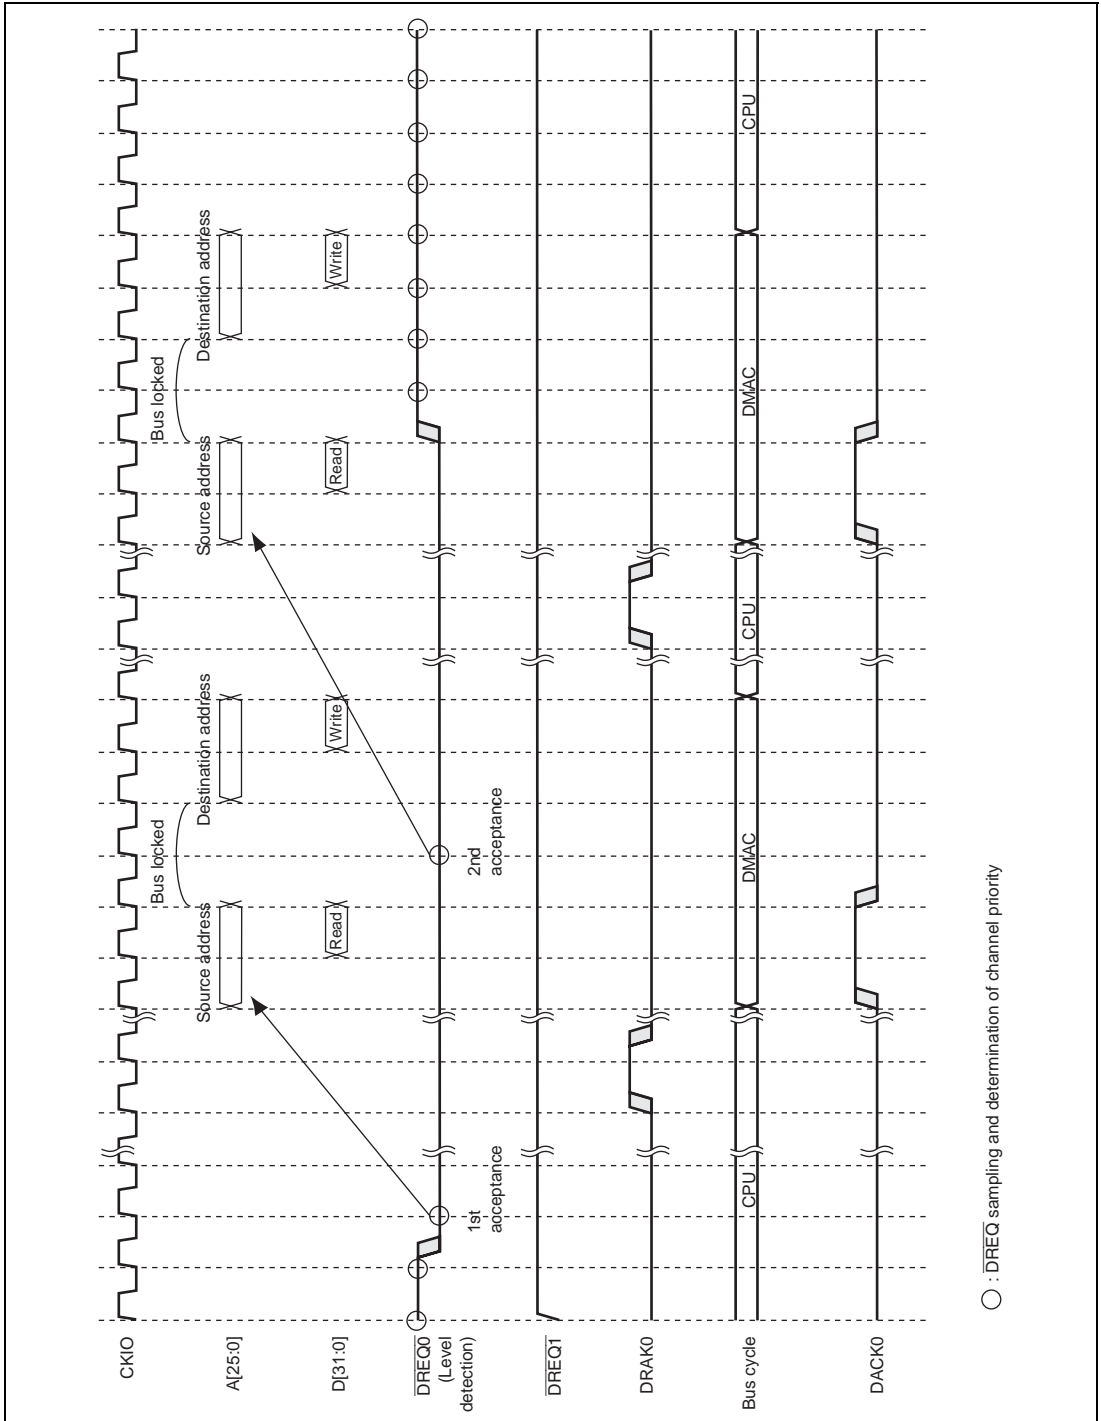 CKIO
Bus locked
Bus locked
Source address
Destination address
Source address
Destination address
A[25:0]
D[31:0]
Read
Write
Read
Write
DREQ0
(Level
detection)
1st
acceptance
2nd
acceptance
DREQ1
DRAK0
Bus cycle
CPU
DMAC
CPU
DMAC
CPU
DACK0
: DREQ sampling and determination of channel priority